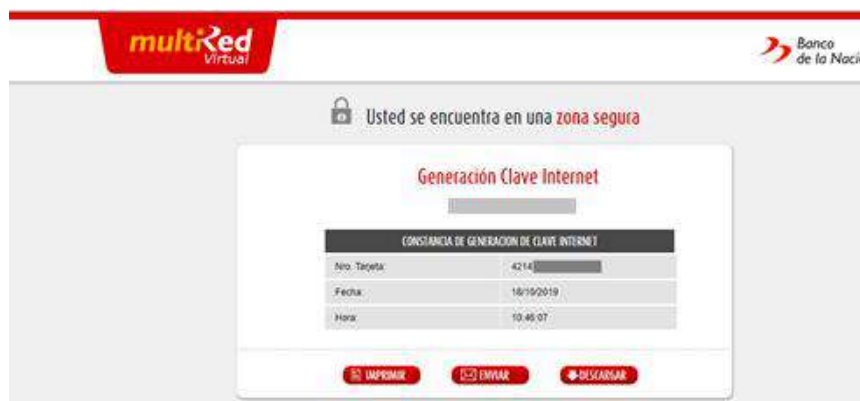 multiRed
Virtual
Banco
de la Naci
Usted se encuentra en una zona segura
Generación Clave Internet
CONSTANCIA DE GENERACION DE CLAVE INTERNET
Nro. Tarjeta: 4214
Fecha: 18/10/2019
Hora: 10:46:07
IMPRIMIR ENVIAR DESCARGAR